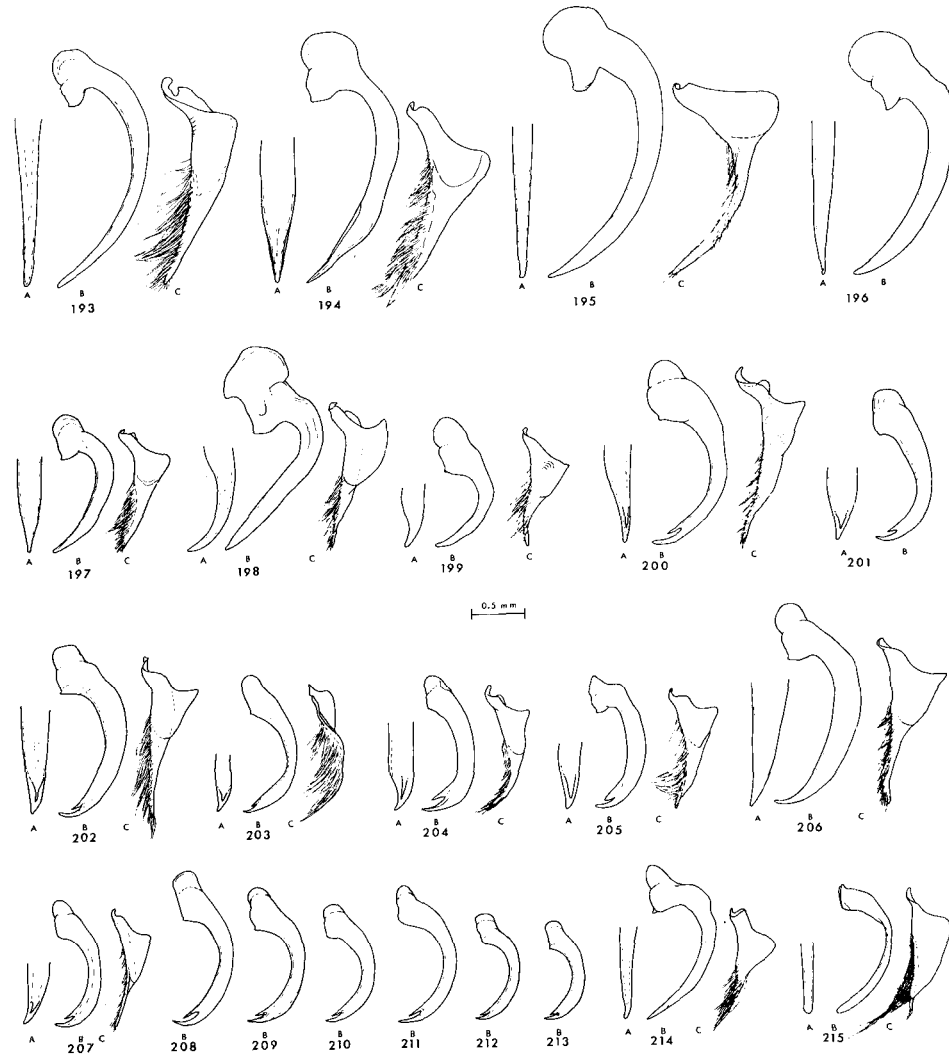 A B C A B C A B C A B
193 194 195 196
A B C A B C A B C A B C A B
197 198 199 200 201
0.5 mm
A B C A B C A B C A B C A B C
202 203 204 205 206
A B C B B B B B B A B C A B C
207 208 209 210 211 212 213 214 215